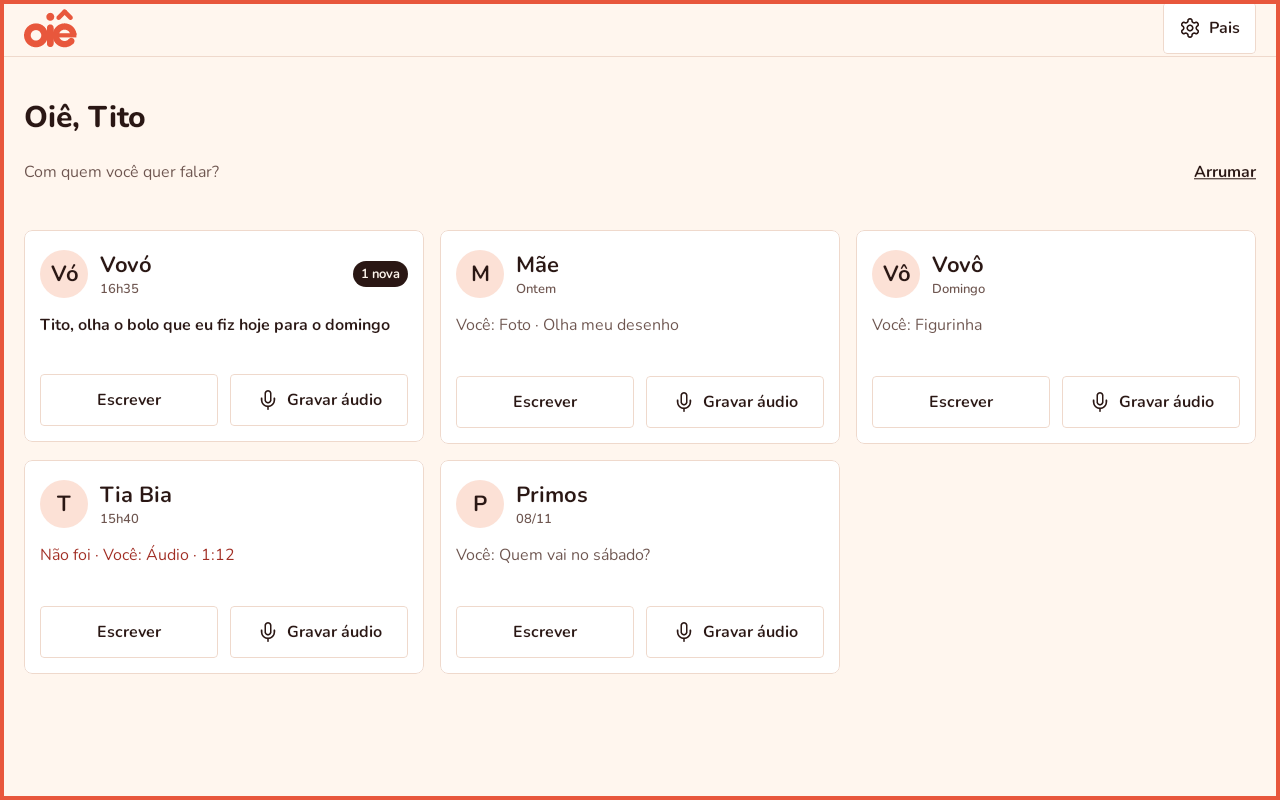 oiê
Pais
Oiê, Tito
Com quem você quer falar?
Arrumar
Vó
Vovó
16h35
1 nova
Tito, olha o bolo que eu fiz hoje para o domingo
Escrever
Gravar áudio
M
Mãe
Ontem
Você: Foto · Olha meu desenho
Escrever
Gravar áudio
Vô
Vovô
Domingo
Você: Figurinha
Escrever
Gravar áudio
T
Tia Bia
15h40
Não foi · Você: Áudio · 1:12
Escrever
Gravar áudio
P
Primos
08/11
Você: Quem vai no sábado?
Escrever
Gravar áudio